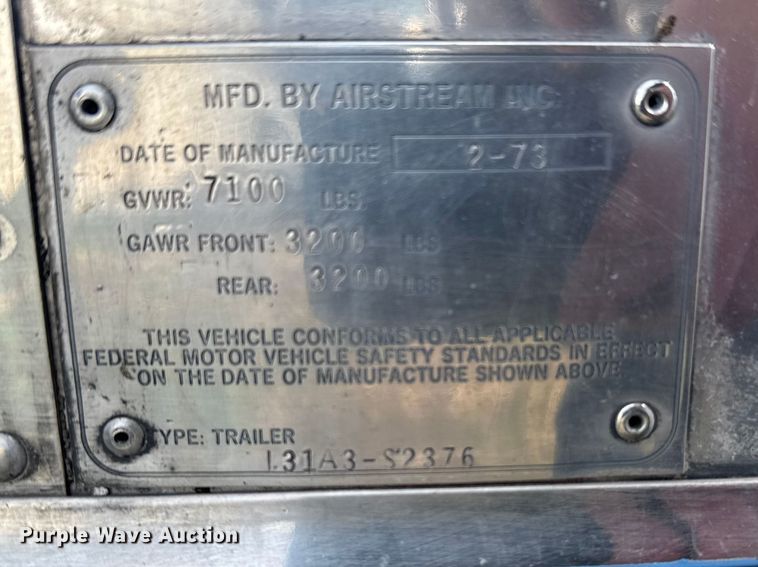 MFD. BY AIRSTREAM INC.
DATE OF MANUFACTURE 2-73
GVWR: 7100 LBS.
GAWR FRONT: 3200 LBS
REAR: 3200 LBS
THIS VEHICLE CONFORMS TO ALL APPLICABLE
FEDERAL MOTOR VEHICLE SAFETY STANDARDS IN EFFECT
ON THE DATE OF MANUFACTURE SHOWN ABOVE
TYPE: TRAILER
L31A3-S2376
Purple Wave Auction